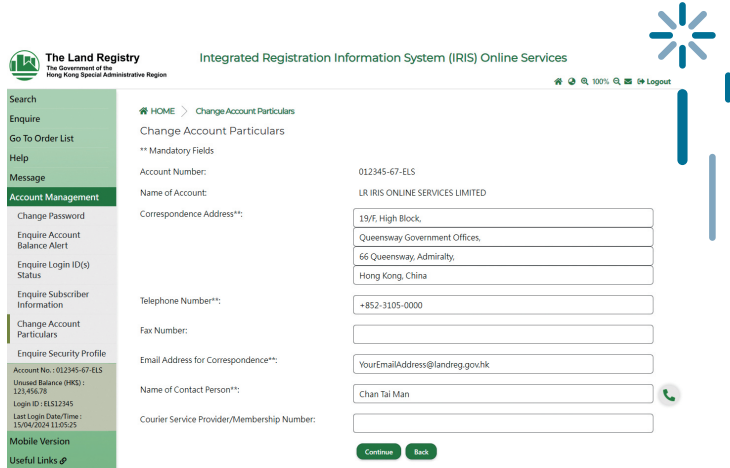 The Land Registry
The Government of the
Hong Kong Special Administrative Region
Integrated Registration Information System (IRIS) Online Services
100%
Logout
Search
Enquire
Go To Order List
Help
Message
Account Management
Change Password
Enquire Account
Balance Alert
Enquire Login ID(s)
Status
Enquire Subscriber
Information
Change Account
Particulars
Enquire Security Profile
Account No. : 012345-67-ELS
Unused Balance (HK$) :
123,456.78
Login ID : ELS12345
Last Login Date/Time :
15/04/2024 11:05:25
Mobile Version
Useful Links
HOME > Change Account Particulars
Change Account Particulars
** Mandatory Fields
Account Number: 012345-67-ELS
Name of Account: LR IRIS ONLINE SERVICES LIMITED
Correspondence Address**: 19/F, High Block,
Queensway Government Offices,
66 Queensway, Admiralty,
Hong Kong, China
Telephone Number**: +852-3105-0000
Fax Number:
Email Address for Correspondence**: YourEmailAddress@landreg.gov.hk
Name of Contact Person**: Chan Tai Man
Courier Service Provider/Membership Number:
Continue Back